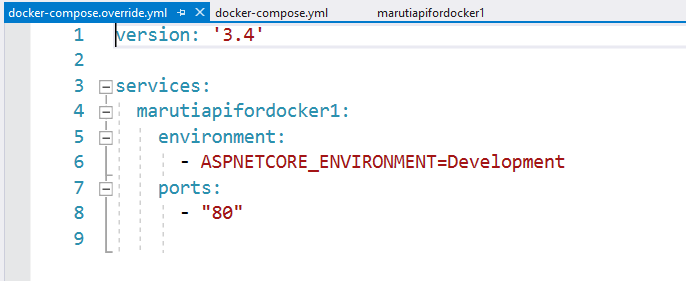 docker-compose.override.yml docker-compose.yml marutiapifordocker1
1 version: '3.4'
2
3 services:
4 marutiapifordocker1:
5 environment:
6 - ASPNETCORE_ENVIRONMENT=Development
7 ports:
8 - "80"
9